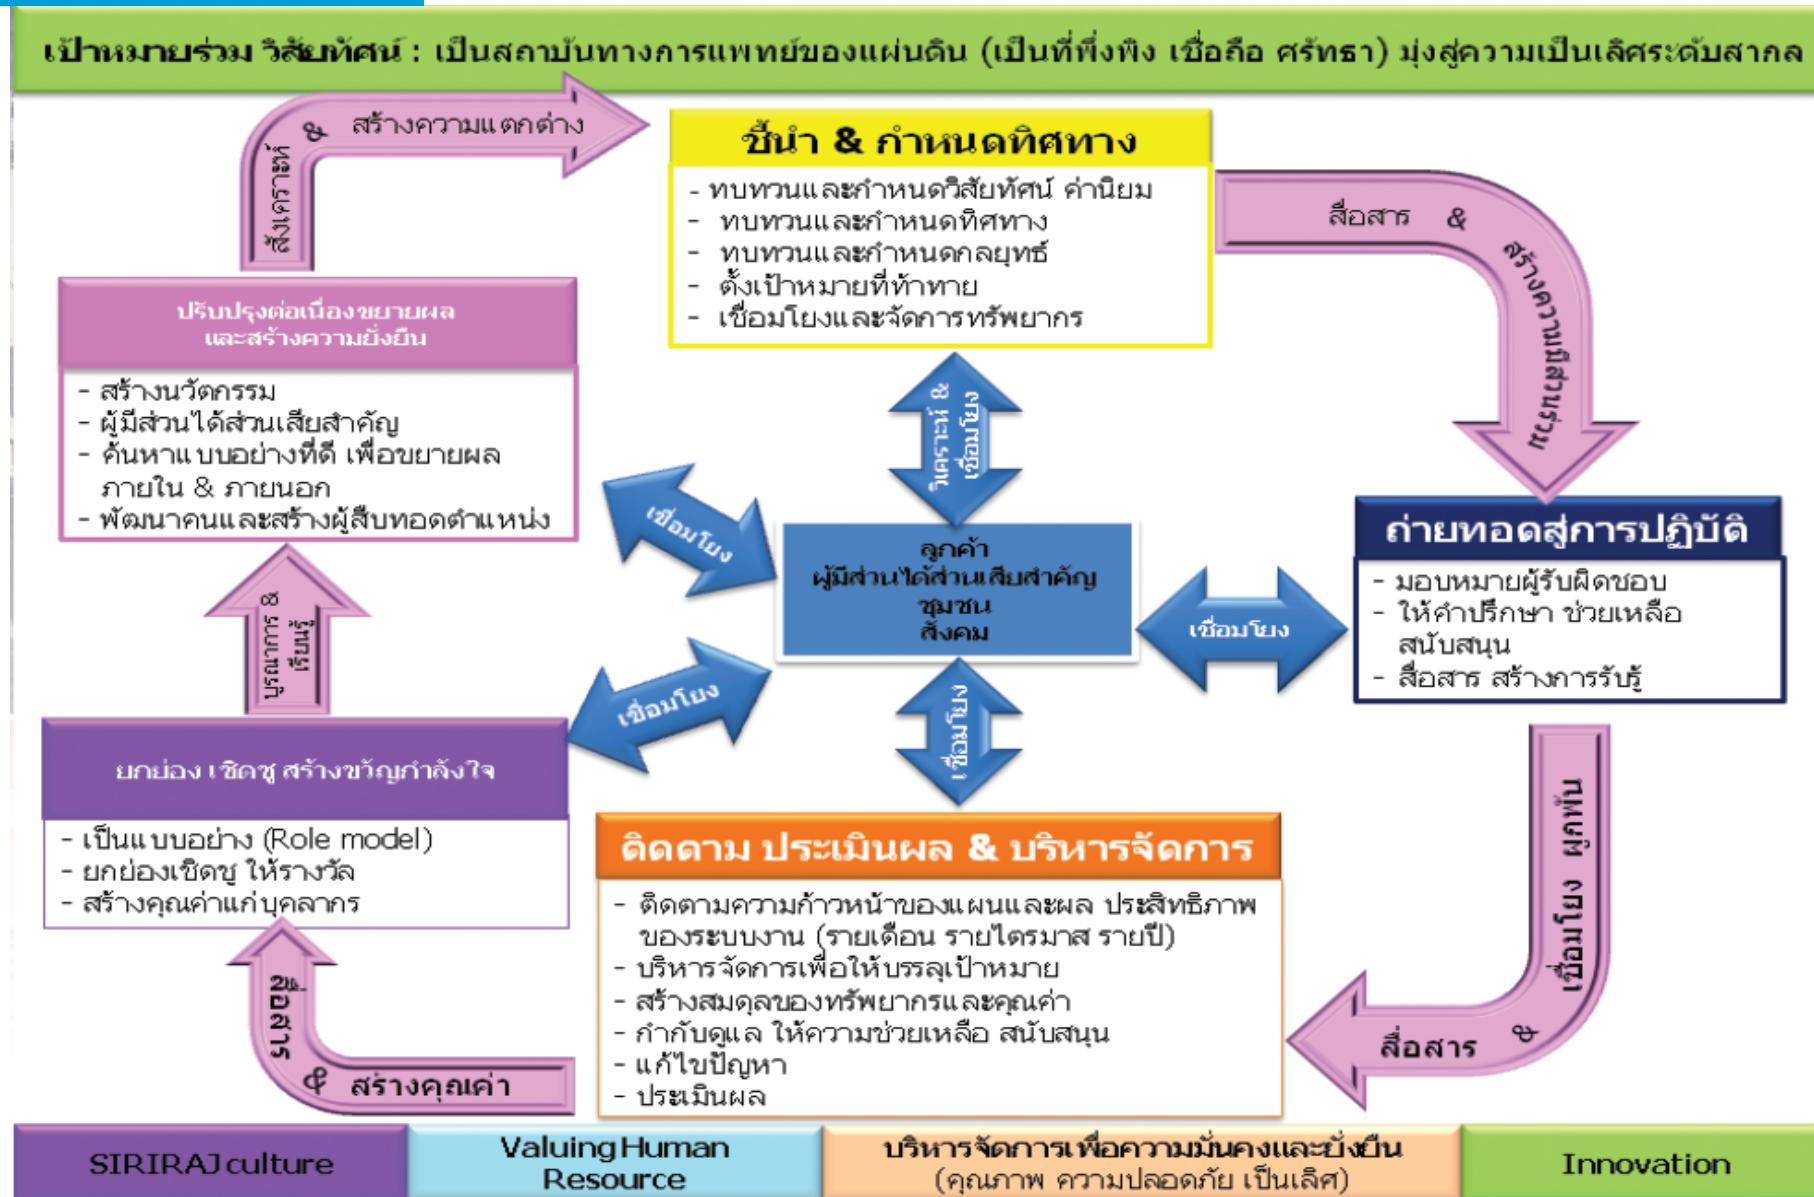 เป้าหมายร่วม วิสัยทัศน์ : เป็นสถาบันทางการแพทย์ของแผ่นดิน (เป็นที่พึ่งพิง เชื่อถือ ศรัทธา) มุ่งสู่ความเป็นเลิศระดับสากล
สังเคราะห์
& สร้างความแตกต่าง
ชี้นำ & กำหนดทิศทาง
- ทบทวนและกำหนดวิสัยทัศน์ ค่านิยม
- ทบทวนและกำหนดทิศทาง
- ทบทวนและกำหนดกลยุทธ์
- ตั้งเป้าหมายที่ท้าทาย
- เชื่อมโยงและจัดการทรัพยากร
สื่อสาร &
สร้างความมีส่วนร่วม
ถ่ายทอดสู่การปฏิบัติ
- มอบหมายผู้รับผิดชอบ
- ให้คำปรึกษา ช่วยเหลือ
สนับสนุน
- สื่อสาร สร้างการรับรู้
เชื่อมโยง ผูกพัน
สื่อสาร &
ติดตาม ประเมินผล & บริหารจัดการ
- ติดตามความก้าวหน้าของแผนและผล ประสิทธิภาพ
ของระบบงาน (รายเดือน รายไตรมาส รายปี)
- บริหารจัดการเพื่อให้บรรลุเป้าหมาย
- สร้างสมดุลของทรัพยากรและคุณค่า
- กำกับดูแล ให้ความช่วยเหลือ สนับสนุน
- แก้ไขปัญหา
- ประเมินผล
สื่อสาร
& สร้างคุณค่า
ยกย่อง เชิดชู สร้างขวัญกำลังใจ
- เป็นแบบอย่าง (Role model)
- ยกย่องเชิดชู ให้รางวัล
- สร้างคุณค่าแก่บุคลากร
บูรณาการ &
เรียนรู้
ปรับปรุงต่อเนื่องขยายผล
และสร้างความยั่งยืน
- สร้างนวัตกรรม
- ผู้มีส่วนได้ส่วนเสียสำคัญ
- ค้นหาแบบอย่างที่ดี เพื่อขยายผล
ภายใน & ภายนอก
- พัฒนาคนและสร้างผู้สืบทอดตำแหน่ง
วิเคราะห์ &
เชื่อมโยง
เชื่อมโยง
ลูกค้า
ผู้มีส่วนได้ส่วนเสียสำคัญ
ชุมชน
สังคม
เชื่อมโยง
เชื่อมโยง
เชื่อมโยง
SIRIRAJ culture
Valuing Human
Resource
บริหารจัดการเพื่อความมั่นคงและยั่งยืน
(คุณภาพ ความปลอดภัย เป็นเลิศ)
Innovation